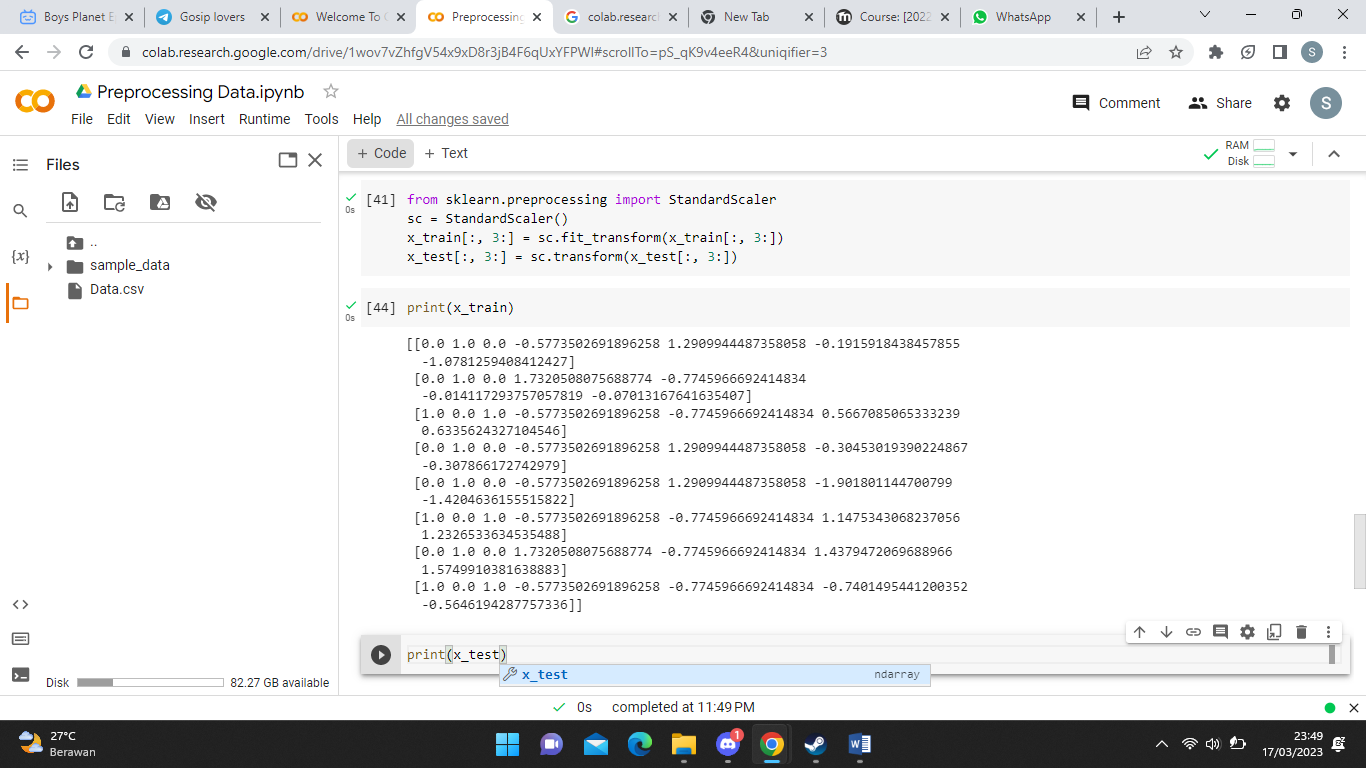 Boys Planet E
Gosip lovers
Welcome To C
Preprocessing
colab.researc
New Tab
Course: [2022
WhatsApp
colab.research.google.com/drive/1wov7vZhfgV54x9xD8r3jB4F6qUxYFPWl#scrollTo=pS_qK9v4eeR4&uniqifier=3
S
Preprocessing Data.ipynb
File Edit View Insert Runtime Tools Help All changes saved
Comment Share S
Files
+ Code + Text
RAM
Disk
{x}
..
sample_data
Data.csv
0s
[41] from sklearn.preprocessing import StandardScaler
sc = StandardScaler()
x_train[:, 3:] = sc.fit_transform(x_train[:, 3:])
x_test[:, 3:] = sc.transform(x_test[:, 3:])
0s
[44] print(x_train)
[[0.0 1.0 0.0 -0.5773502691896258 1.2909944487358058 -0.1915918438457855
-1.0781259408412427]
[0.0 1.0 0.0 1.7320508075688774 -0.7745966692414834
-0.014117293757057819 -0.07013167641635407]
[1.0 0.0 1.0 -0.5773502691896258 -0.7745966692414834 0.5667085065333239
0.6335624327104546]
[0.0 1.0 0.0 -0.5773502691896258 1.2909944487358058 -0.30453019390224867
-0.307866172742979]
[0.0 1.0 0.0 -0.5773502691896258 1.2909944487358058 -1.901801144700799
-1.4204636155515822]
[1.0 0.0 1.0 -0.5773502691896258 -0.7745966692414834 1.1475343068237056
1.2326533634535488]
[0.0 1.0 0.0 1.7320508075688774 -0.7745966692414834 1.4379472069688966
1.5749910381638883]
[1.0 0.0 1.0 -0.5773502691896258 -0.7745966692414834 -0.7401495441200352
-0.5646194287757336]]
print(x_test)
x_test ndarray
Disk 82.27 GB available
0s completed at 11:49 PM
27°C
Berawan
1
23:49
17/03/2023